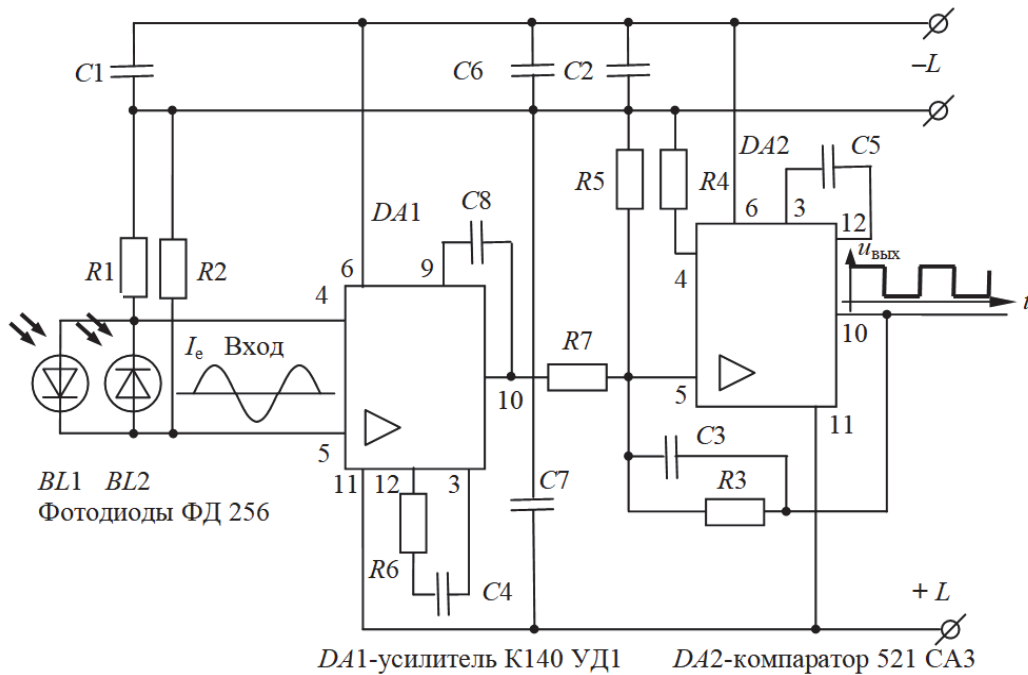 C1
C6
C2
–L
DA2
C5
R5
R4
C8
DA1
6
3
12
uвых
R1
R2
6
9
4
4
t
Iе Вход
R7
10
10
5
5
11
C3
BL1 BL2
11
12
3
C7
R3
Фотодиоды ФД 256
R6
C4
+ L
DA1-усилитель К140 УД1
DA2-компаратор 521 СА3